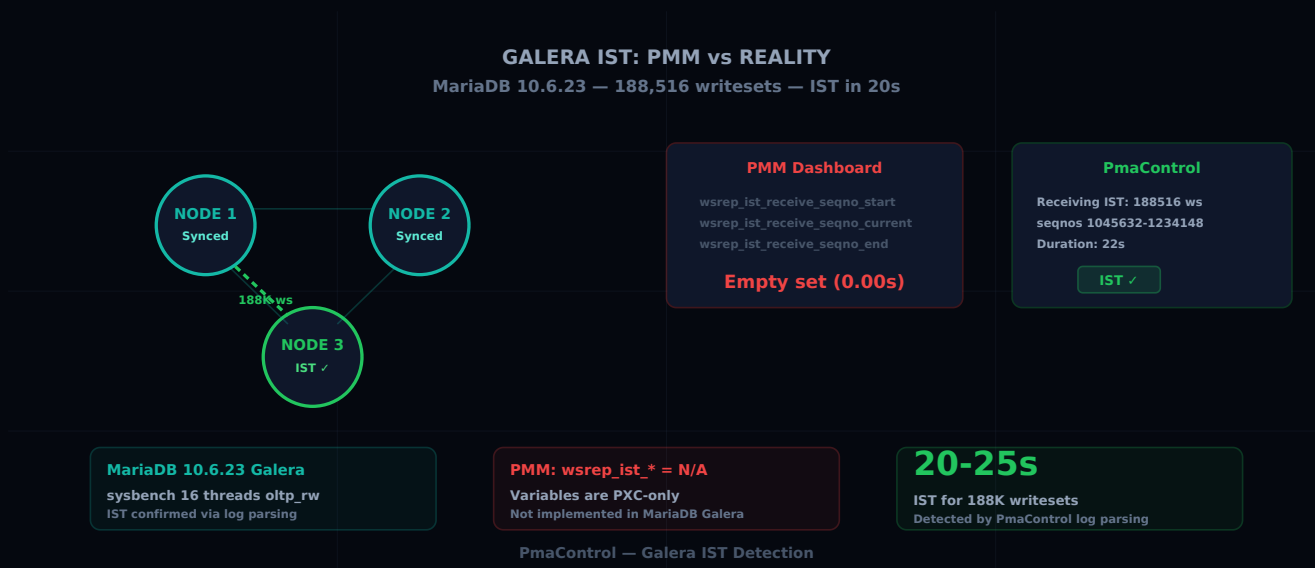 GALERA IST: PMM vs REALITY
MariaDB 10.6.23 — 188,516 writesets — IST in 20s
NODE 1
Synced
NODE 2
Synced
188K ws
NODE 3
IST ✓
PMM Dashboard
wsrep_ist_receive_seqno_start
wsrep_ist_receive_seqno_current
wsrep_ist_receive_seqno_end
Empty set (0.00s)
PmaControl
Receiving IST: 188516 ws
seqnos 1045632-1234148
Duration: 22s
IST ✓
MariaDB 10.6.23 Galera
sysbench 16 threads oltp_rw
IST confirmed via log parsing
PMM: wsrep_ist_* = N/A
Variables are PXC-only
Not implemented in MariaDB Galera
20-25s
IST for 188K writesets
Detected by PmaControl log parsing
PmaControl — Galera IST Detection